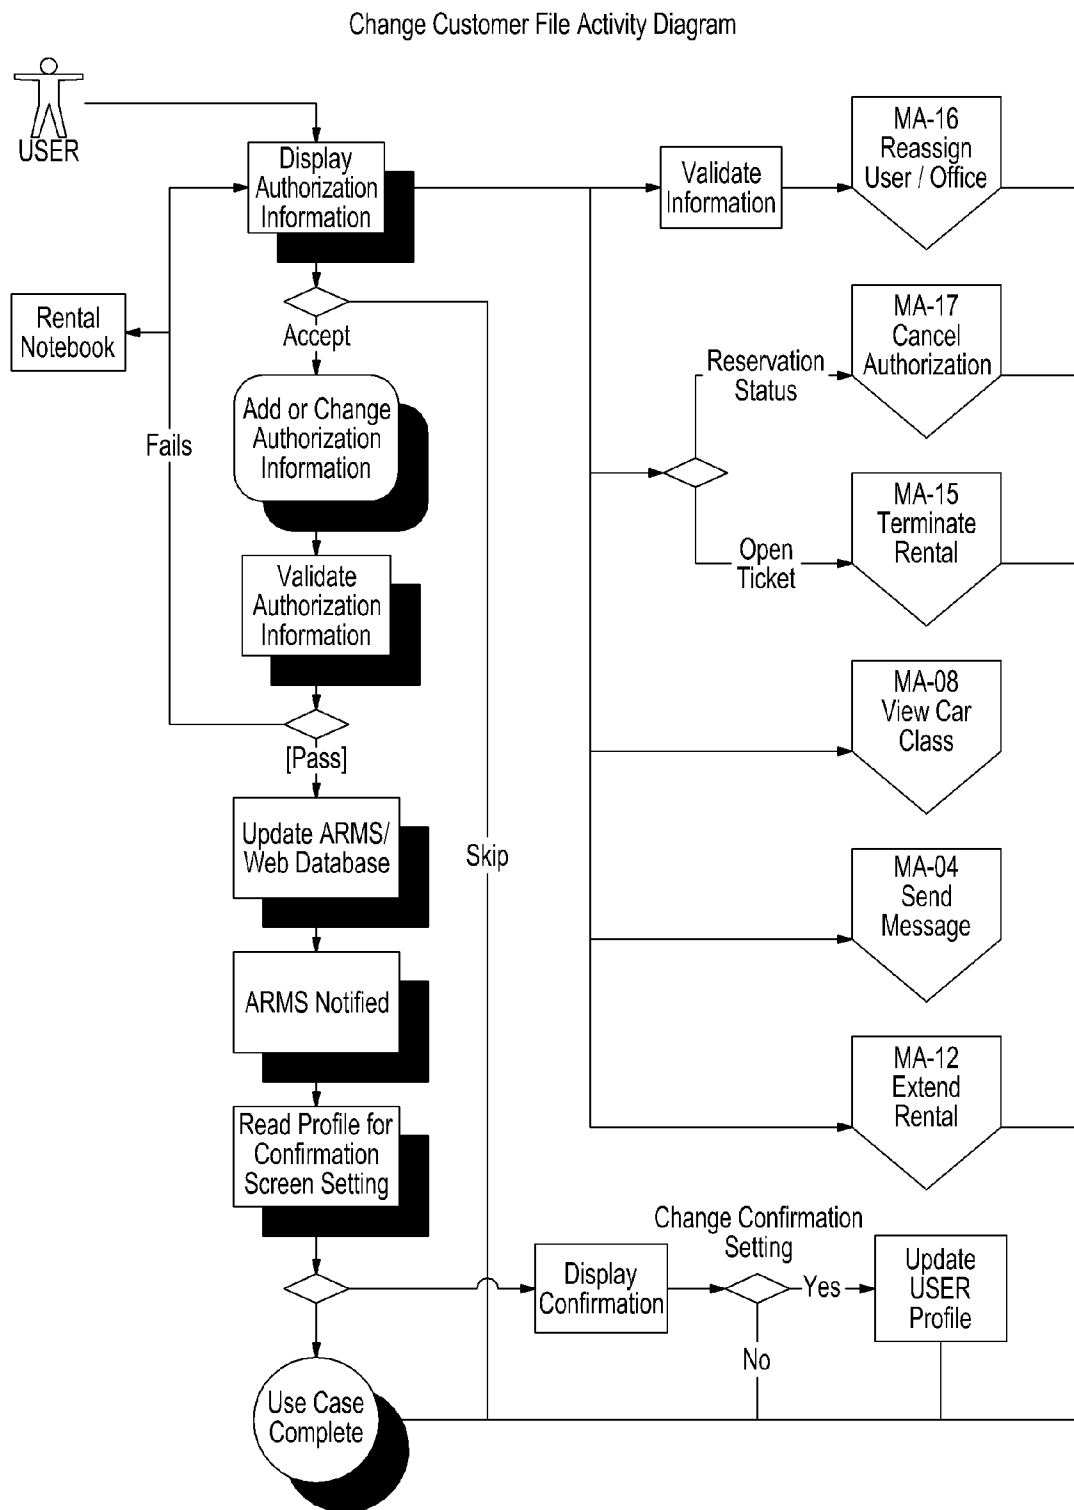 Change Customer File Activity Diagram
USER
Display
Authorization
Information
Validate
Information
MA-16
Reassign
User / Office
Rental
Notebook
Accept
MA-17
Cancel
Authorization
Reservation
Status
Add or Change
Authorization
Information
Fails
MA-15
Terminate
Rental
Open
Ticket
Validate
Authorization
Information
MA-08
View Car
Class
[Pass]
Update ARMS/
Web Database
Skip
MA-04
Send
Message
ARMS Notified
MA-12
Extend
Rental
Read Profile for
Confirmation
Screen Setting
Change Confirmation
Setting
Display
Confirmation
Yes
Update
USER
Profile
No
Use Case
Complete